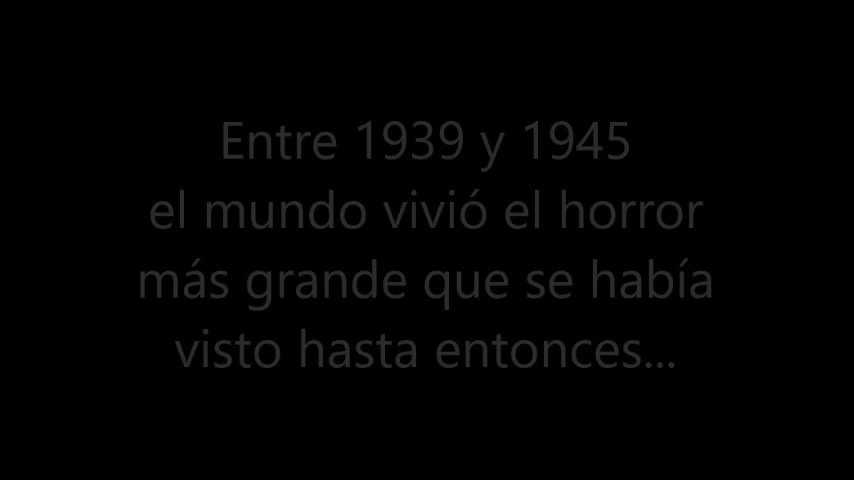 Entre 1939 y 1945
el mundo vivió el horror
más grande que se había
visto hasta entonces...